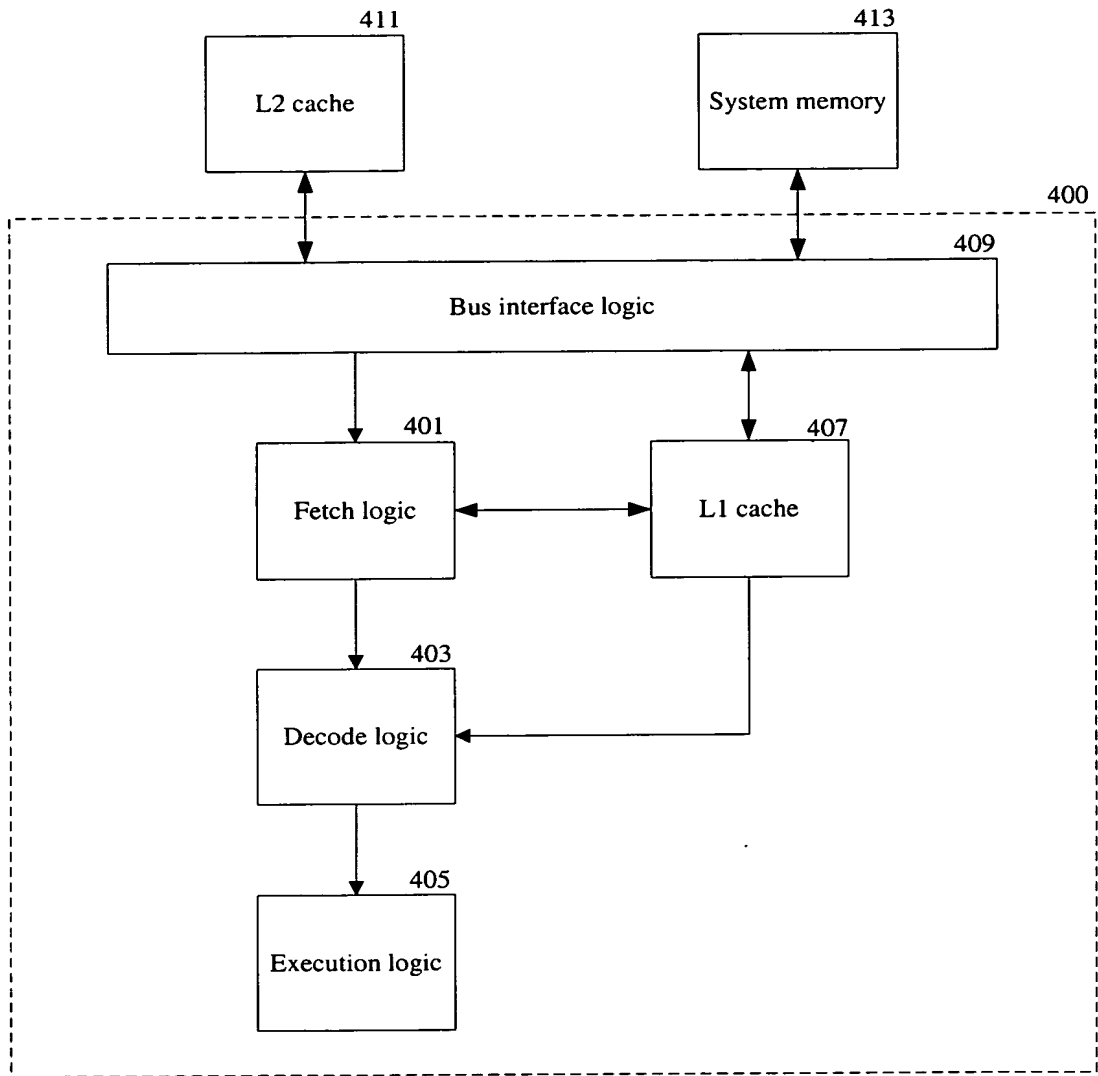 411
L2 cache
413
System memory
400
409
Bus interface logic
401
Fetch logic
407
L1 cache
403
Decode logic
405
Execution logic